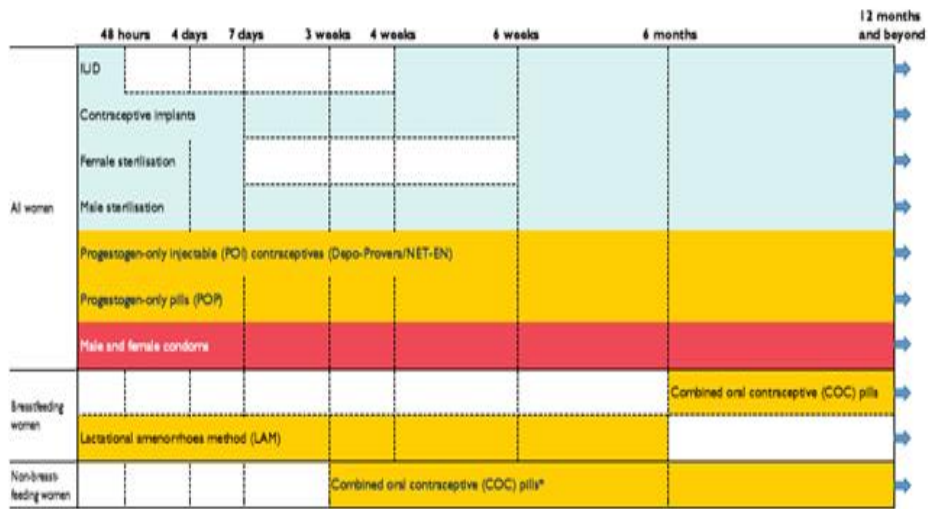 12 months
48 hours 4 days 7 days 3 weeks 4 weeks 6 weeks 6 months and beyond
IUD
Contraceptive implants
Female sterilisation
Male sterilisation
All women
Progestogen-only injectable (POI) contraceptives (Depo-Provera/NET-EN)
Progestogen-only pills (POP)
Male and female condoms
Breastfeeding
women
Combined oral contraceptive (COC) pills
Lactational amenorrhoea method (LAM)
Non-breast-
feeding women
Combined oral contraceptive (COC) pills*